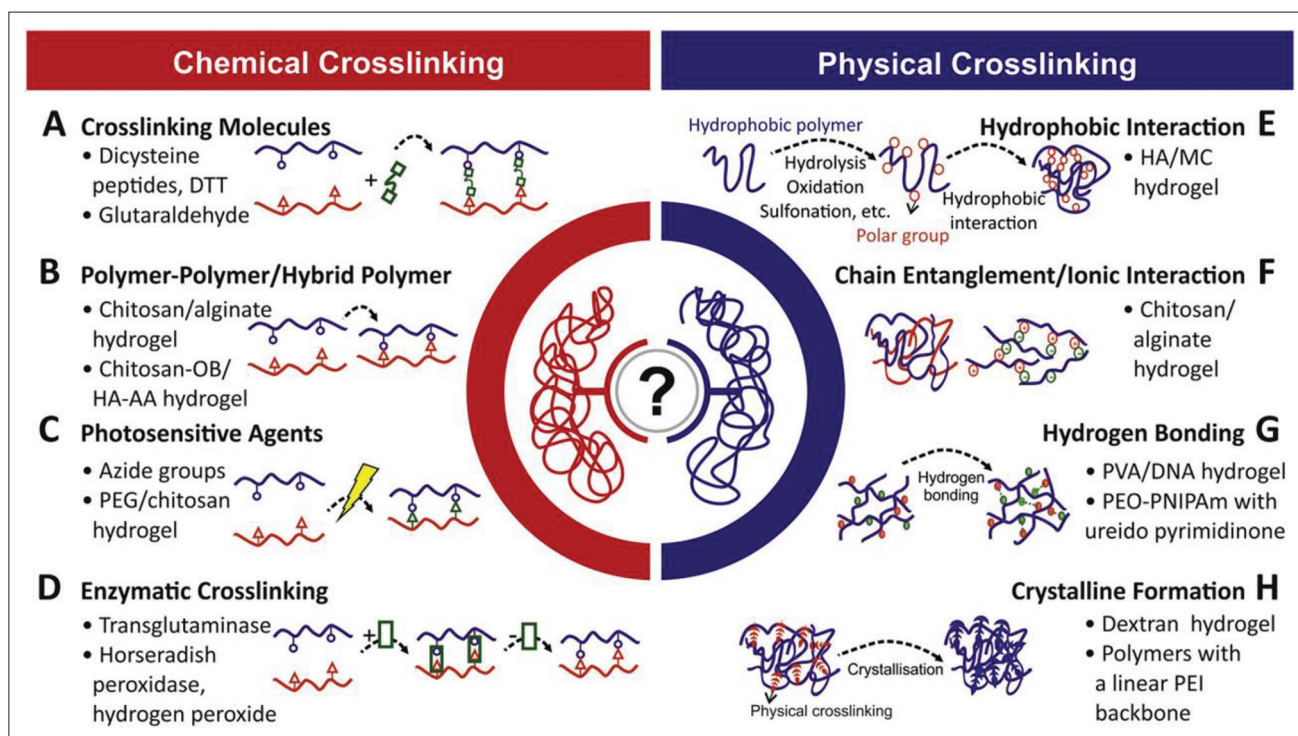 Chemical Crosslinking
Physical Crosslinking
A Crosslinking Molecules
• Dicysteine
peptides, DTT
• Glutaraldehyde
+
B Polymer-Polymer/Hybrid Polymer
• Chitosan/alginate
hydrogel
• Chitosan-OB/
HA-AA hydrogel
C Photosensitive Agents
• Azide groups
• PEG/chitosan
hydrogel
D Enzymatic Crosslinking
• Transglutaminase
• Horseradish
peroxidase,
hydrogen peroxide
+
-
?
Hydrophobic Interaction E
Hydrophobic polymer
Hydrolysis
Oxidation
Sulfonation, etc.
Polar group
Hydrophobic
interaction
• HA/MC
hydrogel
Chain Entanglement/Ionic Interaction F
• Chitosan/
alginate
hydrogel
Hydrogen Bonding G
Hydrogen
bonding
• PVA/DNA hydrogel
• PEO-PNIPAm with
ureido pyrimidinone
Crystalline Formation H
Crystallisation
Physical crosslinking
• Dextran hydrogel
• Polymers with
a linear PEI
backbone